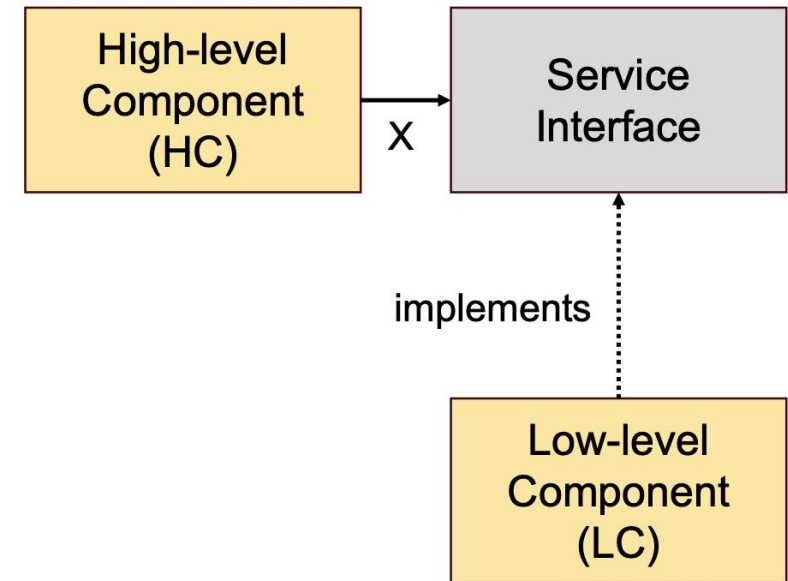 High-level
Component
(HC)
X
Service
Interface
implements
Low-level
Component
(LC)